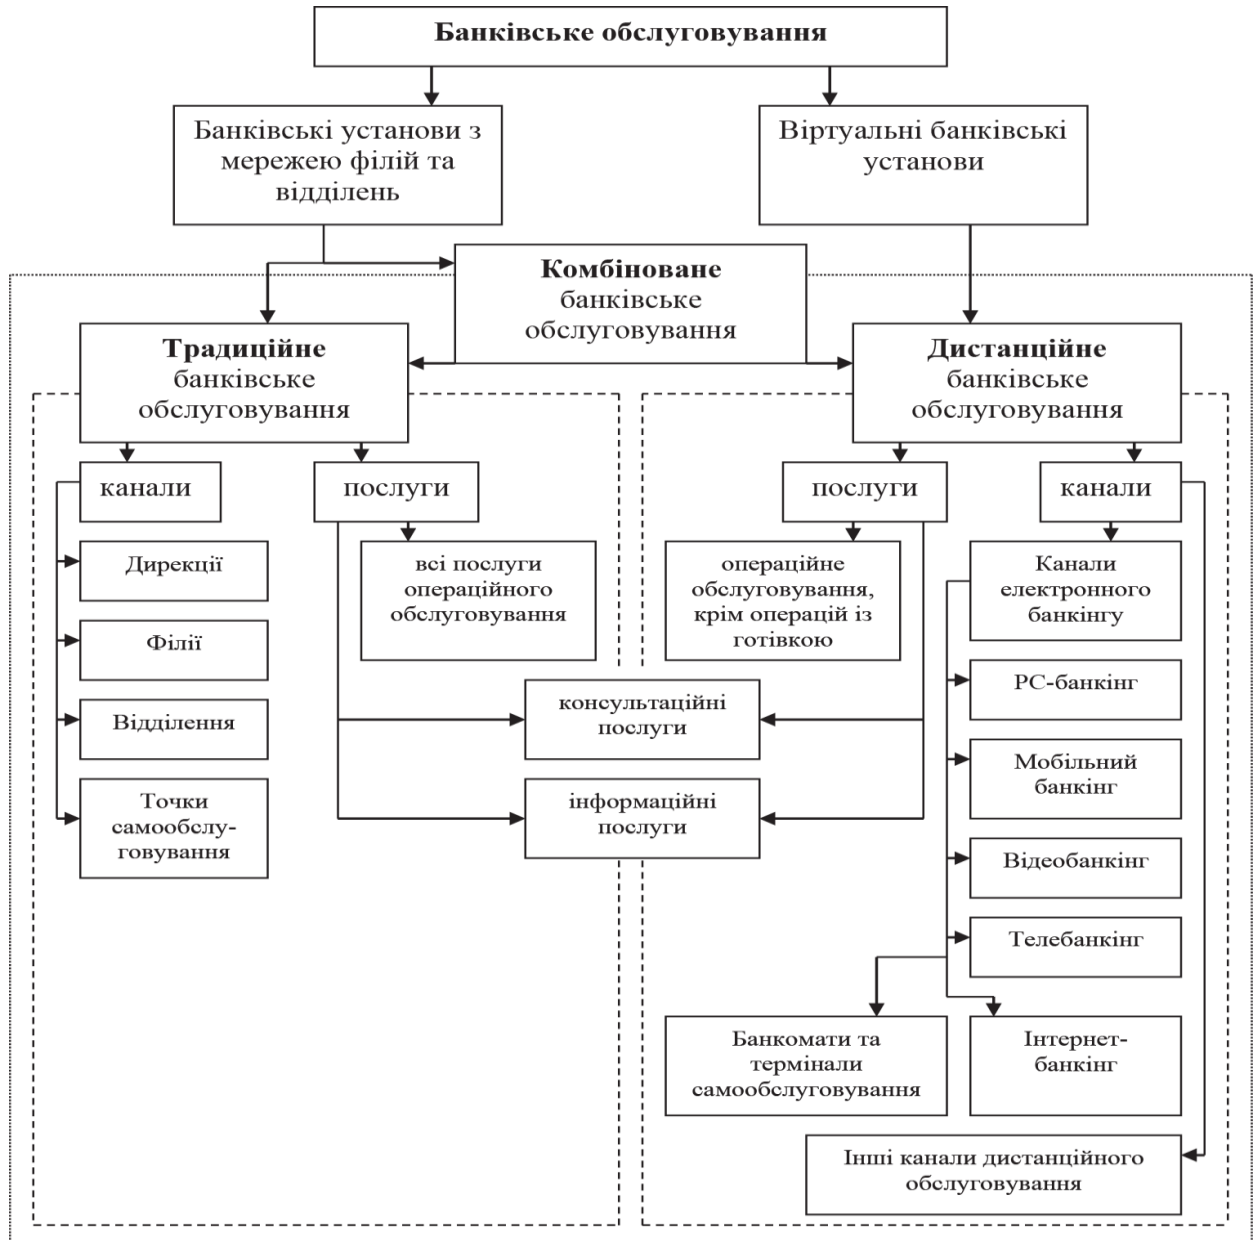 Банківське обслуговування
Банківські установи з
мережею філій та
відділень
Віртуальні банківські
установи
Комбіноване
банківське
обслуговування
Традиційне
банківське
обслуговування
Дистанційне
банківське
обслуговування
канали
послуги
послуги
канали
Дирекції
Філії
Відділення
Точки
самообслу-
говування
всі послуги
операційного
обслуговування
операційне
обслуговування,
крім операцій із
готівкою
Канали
електронного
банкінгу
консультаційні
послуги
інформаційні
послуги
РС-банкінг
Мобільний
банкінг
Відеобанкінг
Телебанкінг
Банкомати та
термінали
самообслуговування
Інтернет-
банкінг
Інші канали дистанційного
обслуговування